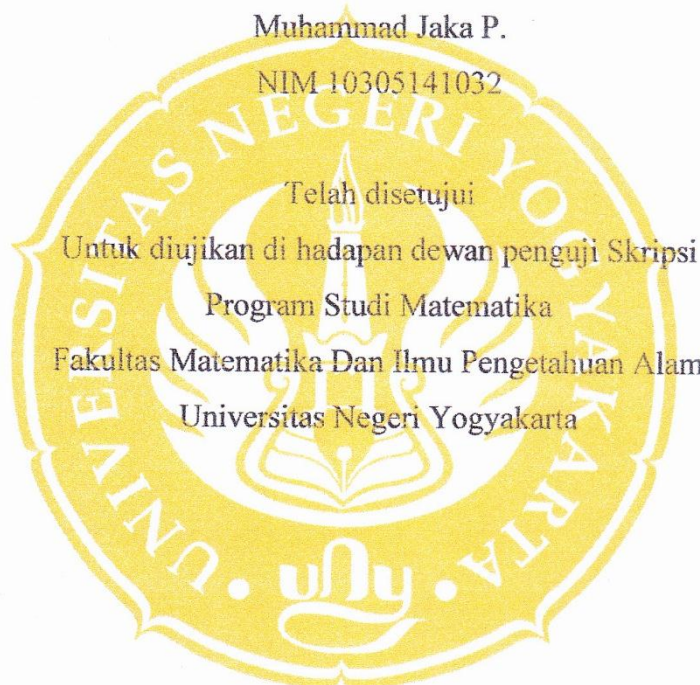 Muhammad Jaka P.
NIM 10305141032
Telah disetujui
Untuk diujikan di hadapan dewan penguji Skripsi
Program Studi Matematika
Fakultas Matematika Dan Ilmu Pengetahuan Alam
Universitas Negeri Yogyakarta
UNIVERSITAS NEGERI YOGYAKARTA
uny